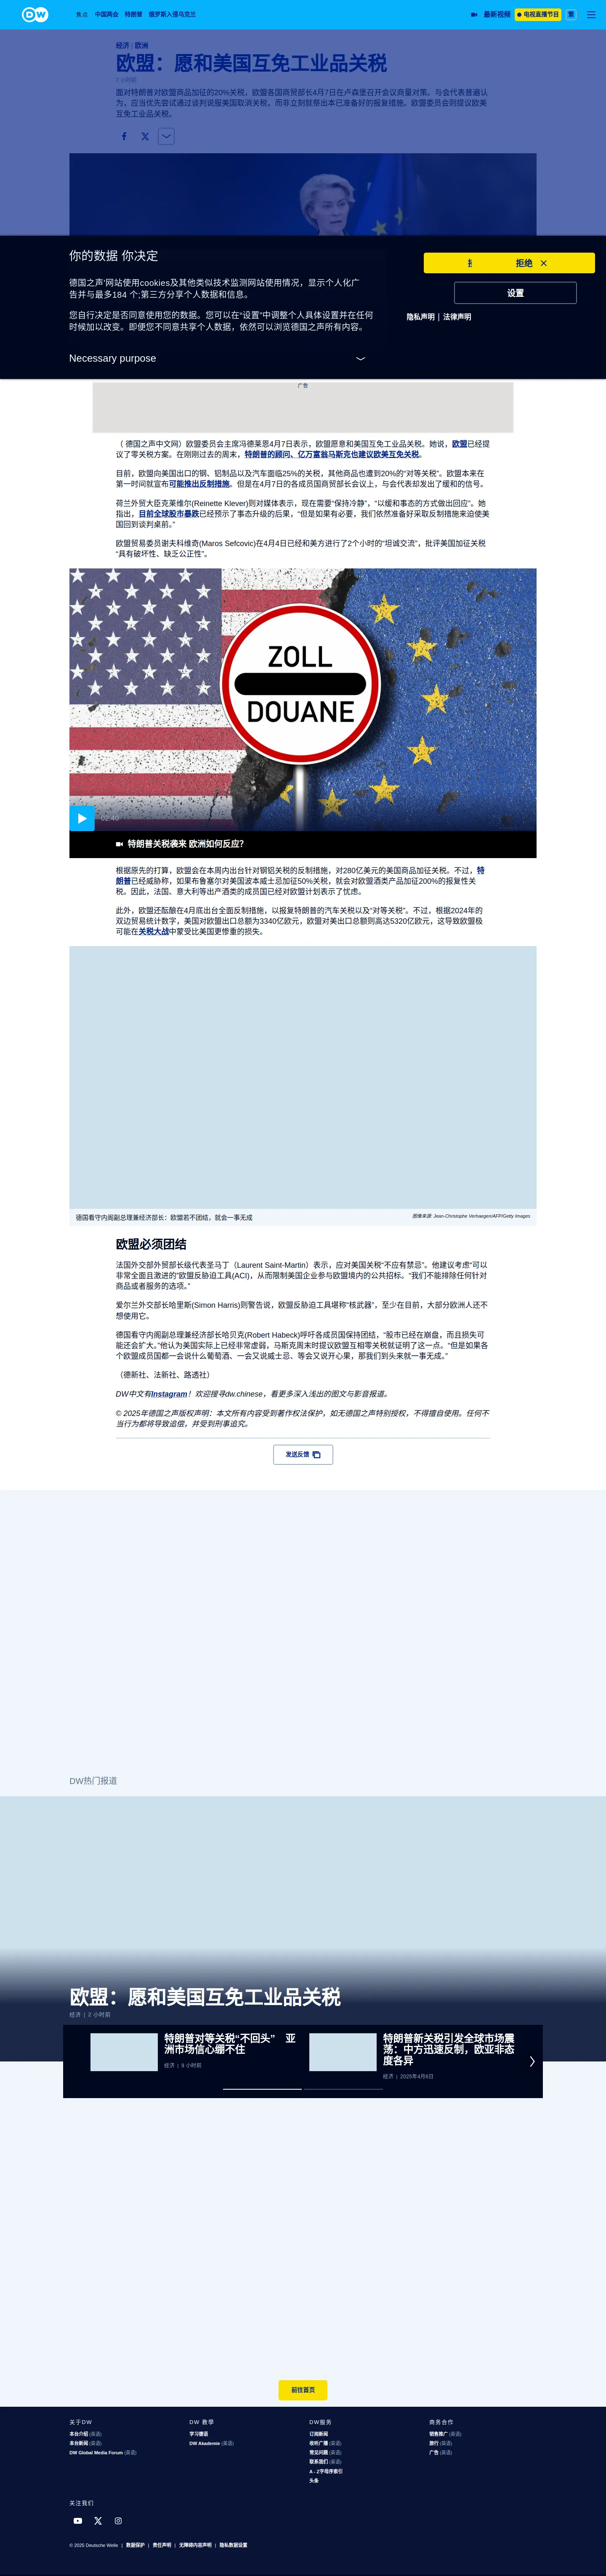 DW
焦点 中国两会 特朗普 俄罗斯入侵乌克兰
最新视频
电视直播节目
繁
经济 | 欧洲
欧盟：愿和美国互免工业品关税
2 小时前
面对特朗普对欧盟商品加征的20%关税，欧盟各国商贸部长4月7日在卢森堡召开会议商量对策。与会代表普遍认
为，应当优先尝试通过谈判说服美国取消关税，而非立刻就祭出本已准备好的报复措施。欧盟委员会则提议欧美
互免工业品关税。
你的数据 你决定
拒绝
德国之声'网站使用cookies及其他类似技术监测网站使用情况，显示个人化广
告并与最多184 个;第三方分享个人数据和信息。
设置
隐私声明 | 法律声明
您自行决定是否同意使用您的数据。您可以在“设置”中调整个人具体设置并在任何
时候加以改变。即便您不同意共享个人数据，依然可以浏览德国之声所有内容。
Necessary purpose
广告
（ 德国之声中文网）欧盟委员会主席冯德莱恩4月7日表示，欧盟愿意和美国互免工业品关税。她说，欧盟已经提
议了零关税方案。在刚刚过去的周末，特朗普的顾问、亿万富翁马斯克也建议欧美互免关税。
目前，欧盟向美国出口的钢、铝制品以及汽车面临25%的关税，其他商品也遭到20%的“对等关税”。欧盟本来在
第一时间就宣布可能推出反制措施。但是在4月7日的各成员国商贸部长会议上，与会代表却发出了缓和的信号。
荷兰外贸大臣克莱维尔(Reinette Klever)则对媒体表示，现在需要“保持冷静”，“以缓和事态的方式做出回应”。她
指出，目前全球股市暴跌已经预示了事态升级的后果，“但是如果有必要，我们依然准备好采取反制措施来迫使美
国回到谈判桌前。”
欧盟贸易委员谢夫科维奇(Maros Sefcovic)在4月4日已经和美方进行了2个小时的“坦诚交流”，批评美国加征关税
“具有破坏性、缺乏公正性”。
ZOLL
DOUANE
02:40
特朗普关税袭来 欧洲如何反应？
根据原先的打算，欧盟会在本周内出台针对钢铝关税的反制措施，对280亿美元的美国商品加征关税。不过，特
朗普已经威胁称，如果布鲁塞尔对美国波本威士忌加征50%关税，就会对欧盟酒类产品加征200%的报复性关
税。因此，法国、意大利等出产酒类的成员国已经对欧盟计划表示了忧虑。
此外，欧盟还酝酿在4月底出台全面反制措施，以报复特朗普的汽车关税以及“对等关税”。不过，根据2024年的
双边贸易统计数字，美国对欧盟出口总额为3340亿欧元，欧盟对美出口总额则高达5320亿欧元，这导致欧盟极
可能在关税大战中蒙受比美国更惨重的损失。
德国看守内阁副总理兼经济部长：欧盟若不团结，就会一事无成
图像来源: Jean-Christophe Verhaegen/AFP/Getty Images
欧盟必须团结
法国外交部外贸部长级代表圣马丁（Laurent Saint-Martin）表示，应对美国关税“不应有禁忌”。他建议考虑“可以
非常全面且激进的”欧盟反胁迫工具(ACI)，从而限制美国企业参与欧盟境内的公共招标。“我们不能排除任何针对
商品或者服务的选项。”
爱尔兰外交部长哈里斯(Simon Harris)则警告说，欧盟反胁迫工具堪称“核武器”，至少在目前，大部分欧洲人还不
想使用它。
德国看守内阁副总理兼经济部长哈贝克(Robert Habeck)呼吁各成员国保持团结，“股市已经在崩盘，而且损失可
能还会扩大。”他认为美国实际上已经非常虚弱，马斯克周末时提议欧盟互相零关税就证明了这一点。“但是如果各
个欧盟成员国都一会说什么葡萄酒、一会又说威士忌、等会又说开心果，那我们到头来就一事无成。”
（德新社、法新社、路透社）
DW中文有Instagram！欢迎搜寻dw.chinese，看更多深入浅出的图文与影音报道。
© 2025年德国之声版权声明：本文所有内容受到著作权法保护，如无德国之声特别授权，不得擅自使用。任何不
当行为都将导致追偿，并受到刑事追究。
发送反馈
DW热门报道
欧盟：愿和美国互免工业品关税
经济 | 2 小时前
特朗普对等关税“不回头” 亚
洲市场信心绷不住
经济 | 9 小时前
特朗普新关税引发全球市场震
荡：中方迅速反制，欧亚非态
度各异
经济 | 2025年4月6日
前往首页
关于DW
本台介绍 (英语)
本台新闻 (英语)
DW Global Media Forum (英语)
DW 教學
学习德语
DW Akademie (英语)
DW服务
订阅新闻
收听广播 (英语)
常见问题 (英语)
联系我们 (英语)
A - Z字母序索引
头条
商务合作
销售推广 (英语)
旅行 (英语)
广告 (英语)
关注我们
© 2025 Deutsche Welle | 数据保护 | 责任声明 | 无障碍内容声明 | 隐私数据设置